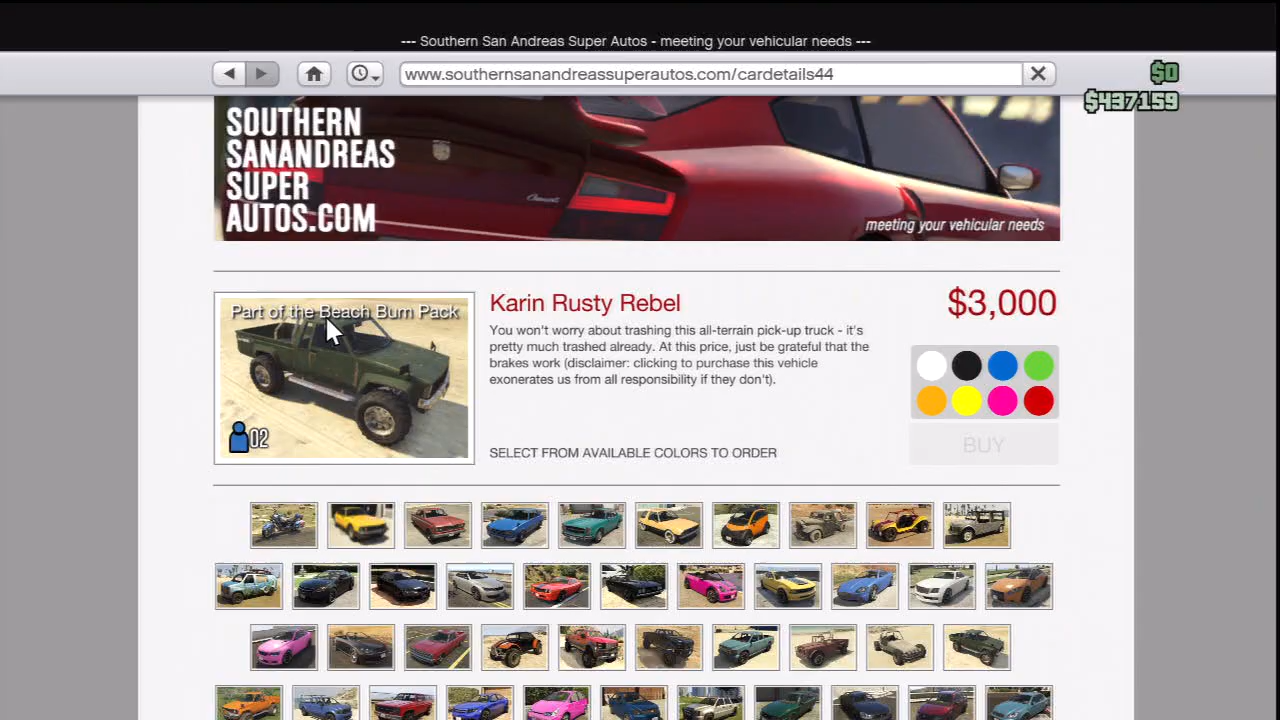 --- Southern San Andreas Super Autos - meeting your vehicular needs ---
www.southernsanandreassuperautos.com/cardetails44
$0
$437159
SOUTHERN
SANANDREAS
SUPER
AUTOS.COM
meeting your vehicular needs
Part of the Beach Bum Pack
02
Karin Rusty Rebel
$3,000
You won't worry about trashing this all-terrain pick-up truck - it's
pretty much trashed already. At this price, just be grateful that the
brakes work (disclaimer: clicking to purchase this vehicle
exonerates us from all responsibility if they don't).
SELECT FROM AVAILABLE COLORS TO ORDER
BUY